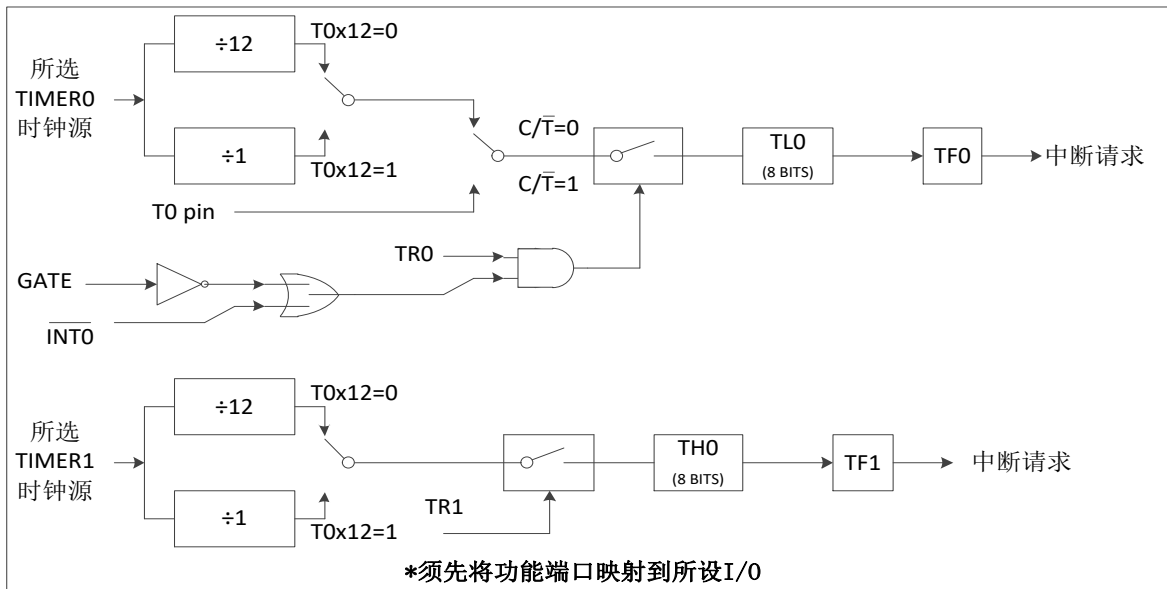 ÷12
T0x12=0
所选
TIMER0
时钟源
÷1
T0x12=1
C/T̅=0
C/T̅=1
TL0
(8 BITS)
TF0
中断请求
T0 pin
TR0
GATE
I̅N̅T̅0̅
÷12
T0x12=0
所选
TIMER1
时钟源
÷1
T0x12=1
TR1
TH0
(8 BITS)
TF1
中断请求
*须先将功能端口映射到所设I/O